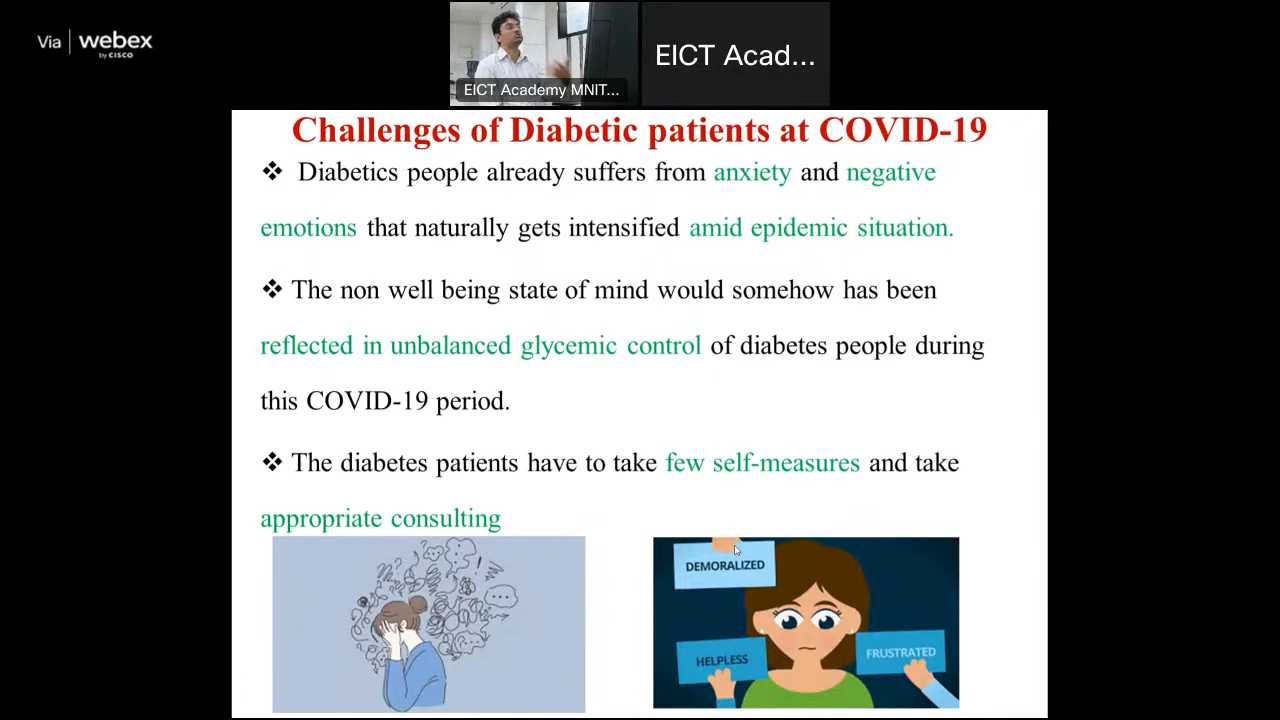 Via webex
by CISCO
EICT Academy MNIT...
EICT Acad...
Challenges of Diabetic patients at COVID-19
❖ Diabetics people already suffers from anxiety and negative
emotions that naturally gets intensified amid epidemic situation.
❖ The non well being state of mind would somehow has been
reflected in unbalanced glycemic control of diabetes people during
this COVID-19 period.
❖ The diabetes patients have to take few self-measures and take
appropriate consulting
DEMORALIZED
HELPLESS
FRUSTRATED